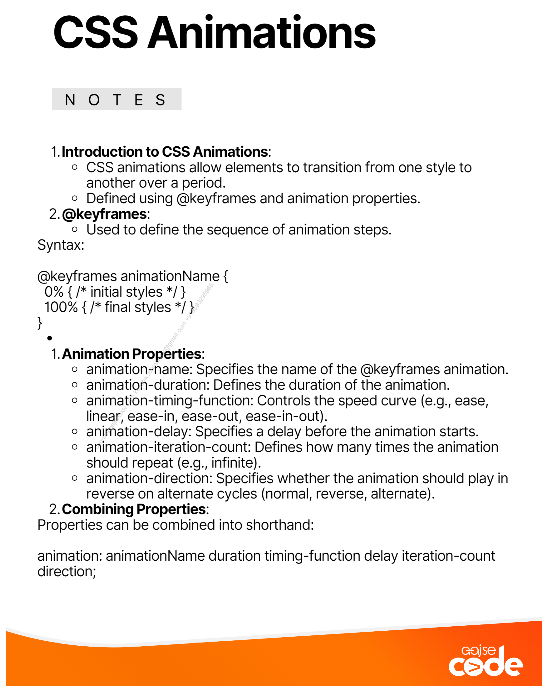 CSS Animations
NOTES
1. Introduction to CSS Animations:
◦ CSS animations allow elements to transition from one style to
another over a period.
◦ Defined using @keyframes and animation properties.
2. @keyframes:
◦ Used to define the sequence of animation steps.
Syntax:
@keyframes animationName {
0% { /* initial styles */ }
100% { /* final styles */ }
}
•
1. Animation Properties:
◦ animation-name: Specifies the name of the @keyframes animation.
◦ animation-duration: Defines the duration of the animation.
◦ animation-timing-function: Controls the speed curve (e.g., ease,
linear, ease-in, ease-out, ease-in-out).
◦ animation-delay: Specifies a delay before the animation starts.
◦ animation-iteration-count: Defines how many times the animation
should repeat (e.g., infinite).
◦ animation-direction: Specifies whether the animation should play in
reverse on alternate cycles (normal, reverse, alternate).
2. Combining Properties:
Properties can be combined into shorthand:
animation: animationName duration timing-function delay iteration-count
direction;
code